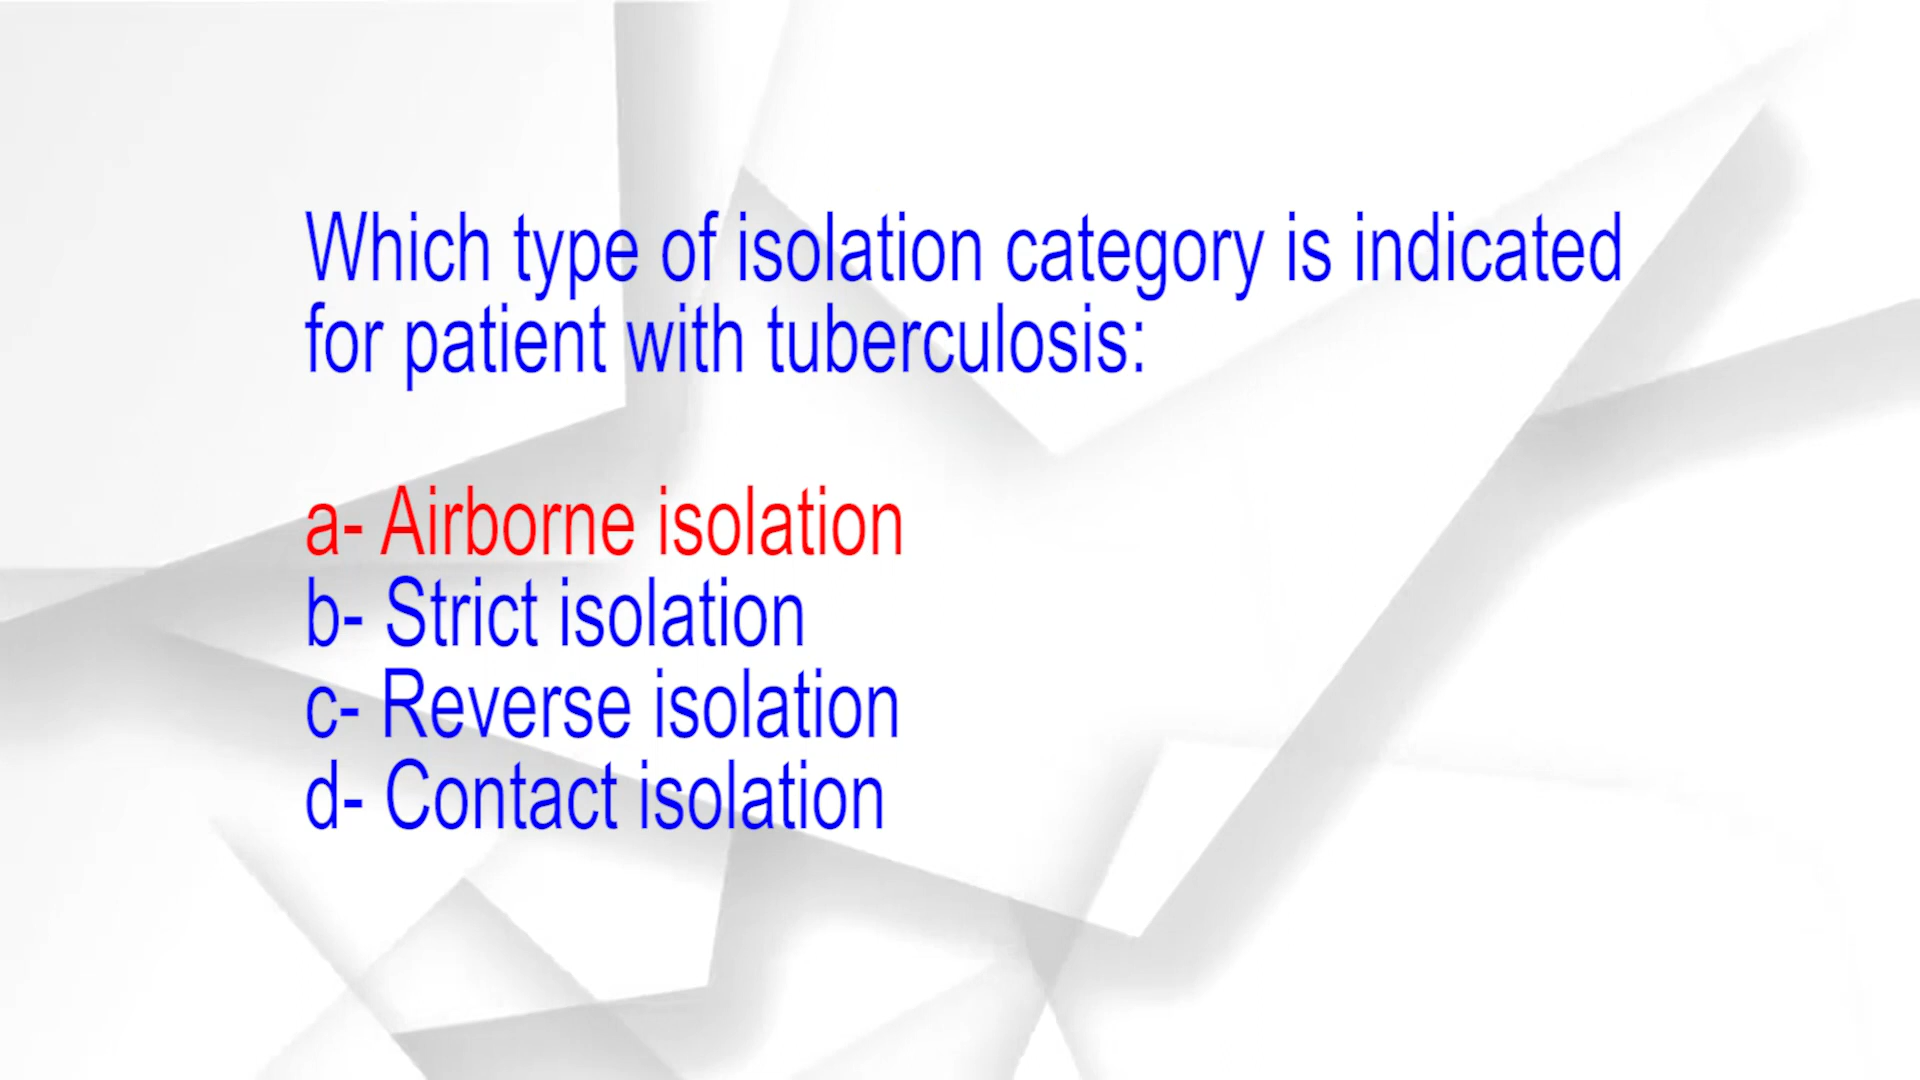 Which type of isolation category is indicated
for patient with tuberculosis:
a- Airborne isolation
b- Strict isolation
c- Reverse isolation
d- Contact isolation